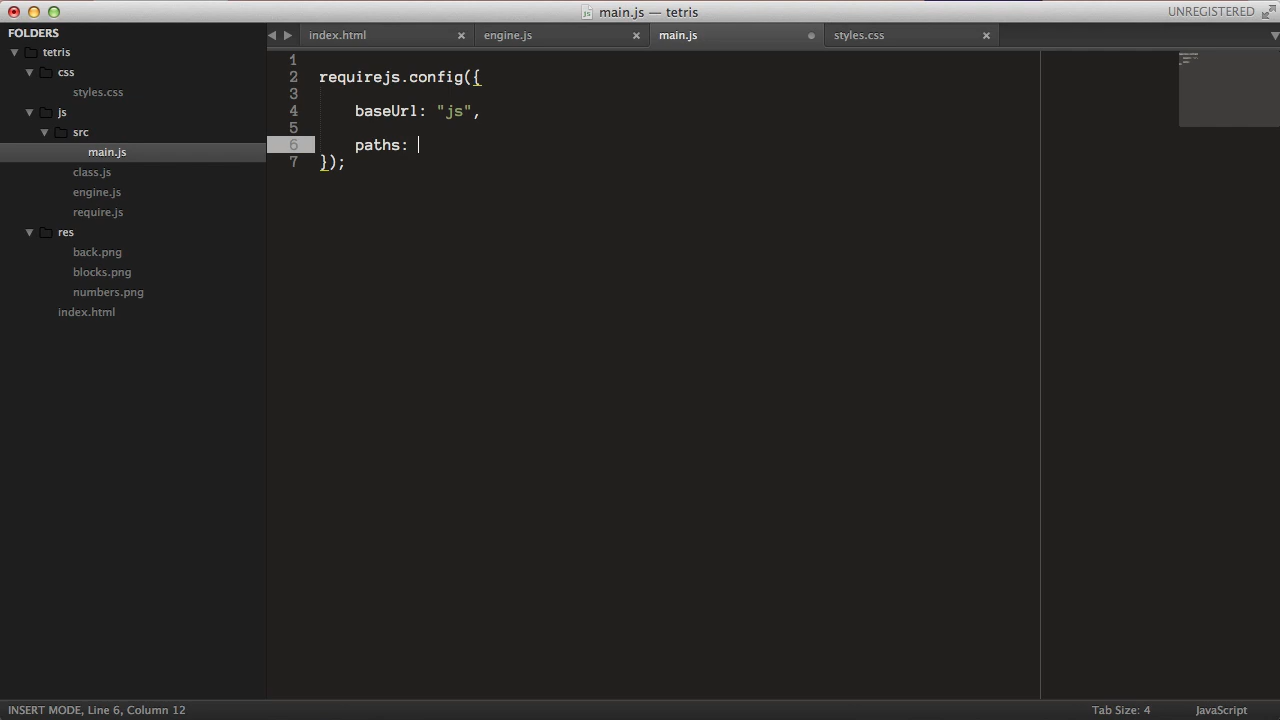 main.js — tetris
UNREGISTERED
FOLDERS
tetris
css
styles.css
js
src
main.js
class.js
engine.js
require.js
res
back.png
blocks.png
numbers.png
index.html
index.html
engine.js
main.js
styles.css
1
2 requirejs.config({
3
4 baseUrl: "js",
5
6 paths:
7 });
INSERT MODE, Line 6, Column 12
Tab Size: 4
JavaScript